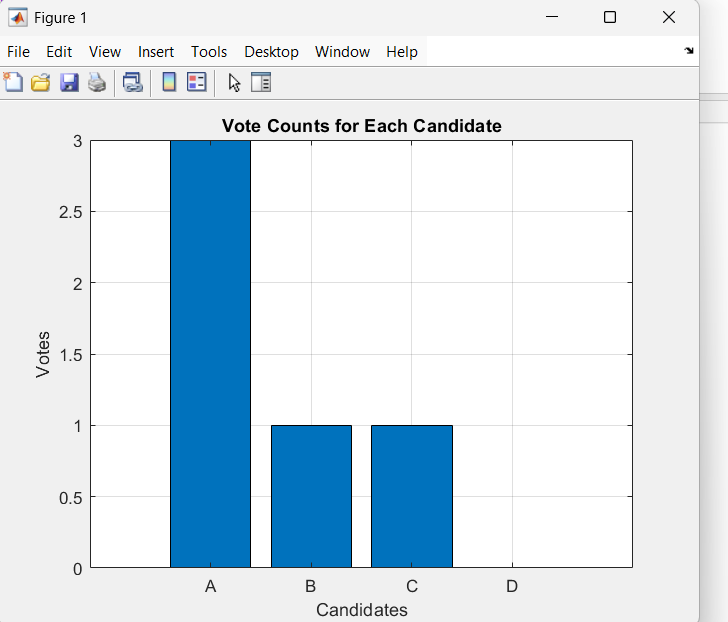 Figure 1
File Edit View Insert Tools Desktop Window Help
Vote Counts for Each Candidate
3
2.5
2
1.5
1
0.5
0
Votes
A B C D
Candidates